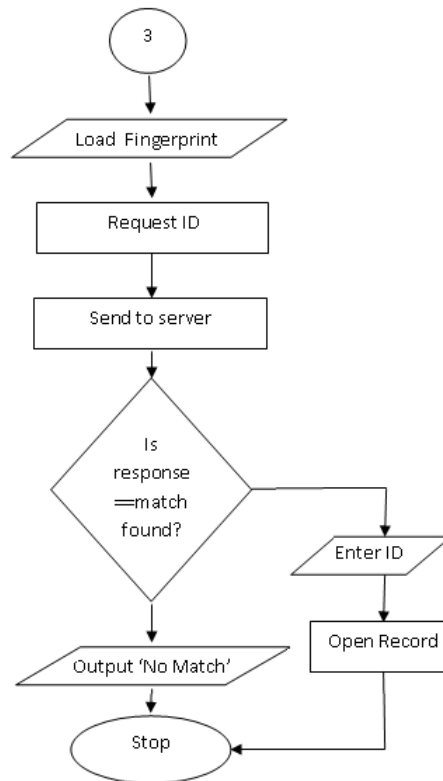 3
Load Fingerprint
Request ID
Send to server
Is
response
==match
found?
Enter ID
Open Record
Output ‘No Match’
Stop